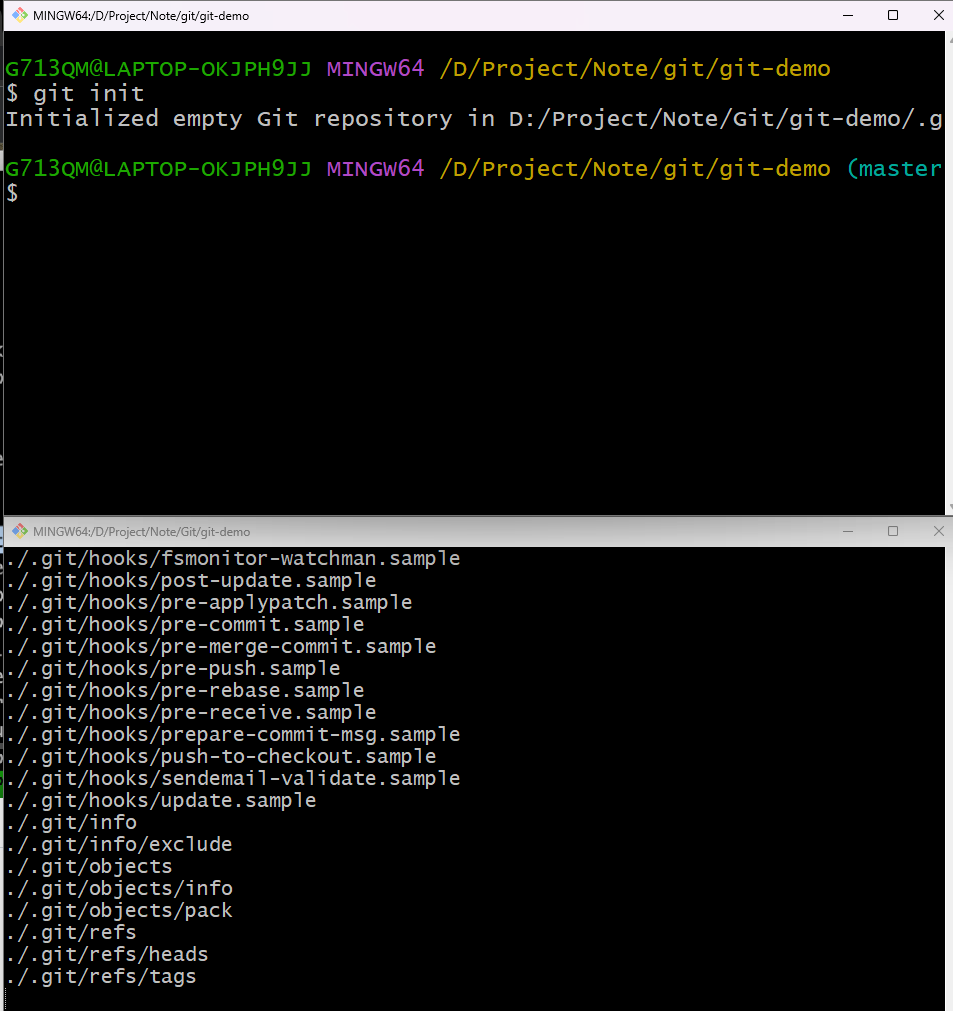 MINGW64:/D/Project/Note/git/git-demo
G713QM@LAPTOP-OKJPH9JJ MINGW64 /D/Project/Note/git/git-demo
$ git init
Initialized empty Git repository in D:/Project/Note/Git/git-demo/.g
G713QM@LAPTOP-OKJPH9JJ MINGW64 /D/Project/Note/git/git-demo (master
$
MINGW64:/D/Project/Note/Git/git-demo
./.git/hooks/fsmonitor-watchman.sample
./.git/hooks/post-update.sample
./.git/hooks/pre-applypatch.sample
./.git/hooks/pre-commit.sample
./.git/hooks/pre-merge-commit.sample
./.git/hooks/pre-push.sample
./.git/hooks/pre-rebase.sample
./.git/hooks/pre-receive.sample
./.git/hooks/prepare-commit-msg.sample
./.git/hooks/push-to-checkout.sample
./.git/hooks/sendemail-validate.sample
./.git/hooks/update.sample
./.git/info
./.git/info/exclude
./.git/objects
./.git/objects/info
./.git/objects/pack
./.git/refs
./.git/refs/heads
./.git/refs/tags